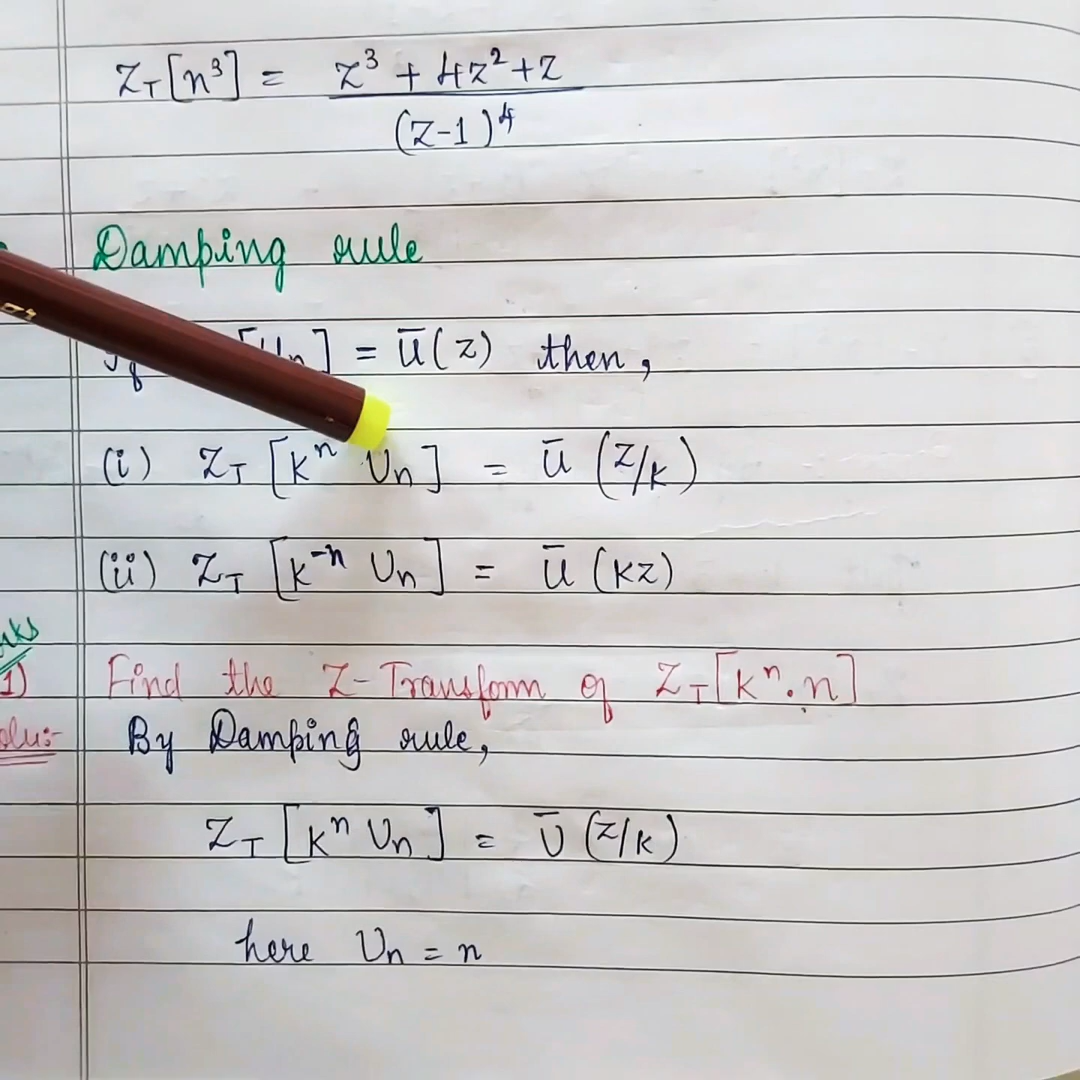 Z_T[n³] = z³ + 4z² + z / (z-1)⁴
Damping rule
[Un] = ū(z) then,
(i) Z_T [kⁿ Un] = ū (z/k)
(ii) Z_T [k⁻ⁿ Un] = ū (kz)
1) Find the Z-Transform of Z_T[kⁿ.n]
By Damping rule,
Z_T [kⁿ Un] = Ū (z/k)
here Un = n